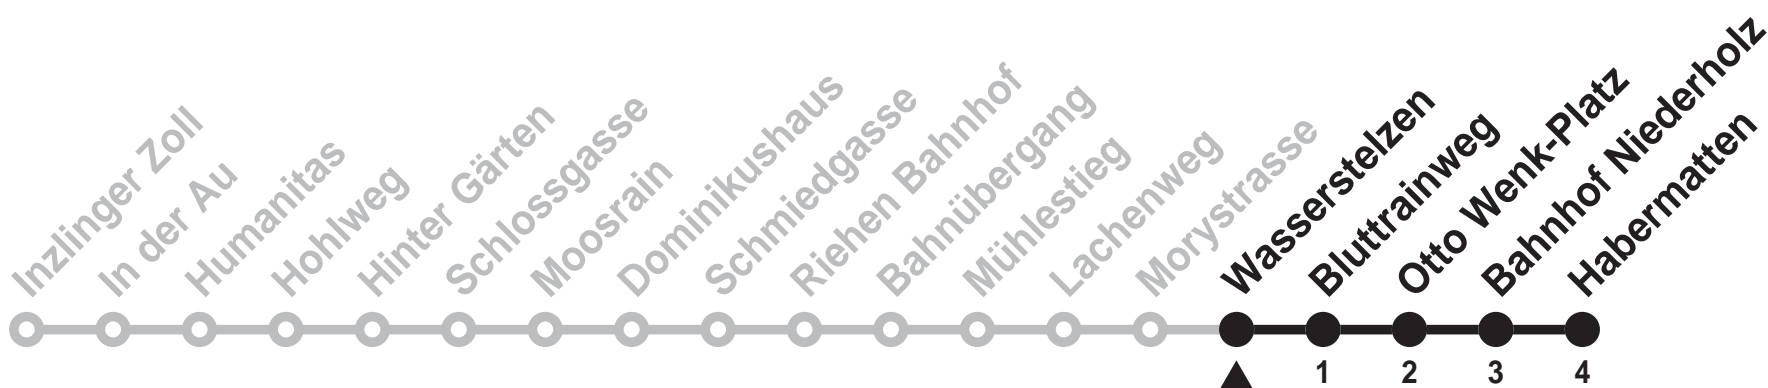 Inzlinger Zoll
In der Au
Humanitas
Hohlweg
Hinter Gärten
Schlossgasse
Moosrain
Dominikushaus
Schmiedgasse
Riehen Bahnhof
Bahnübergang
Mühlestieg
Lachenweg
Morystrasse
Wasserstelzen
Bluttrainweg
Otto Wenk-Platz
Bahnhof Niederholz
Habermatten
1 2 3 4